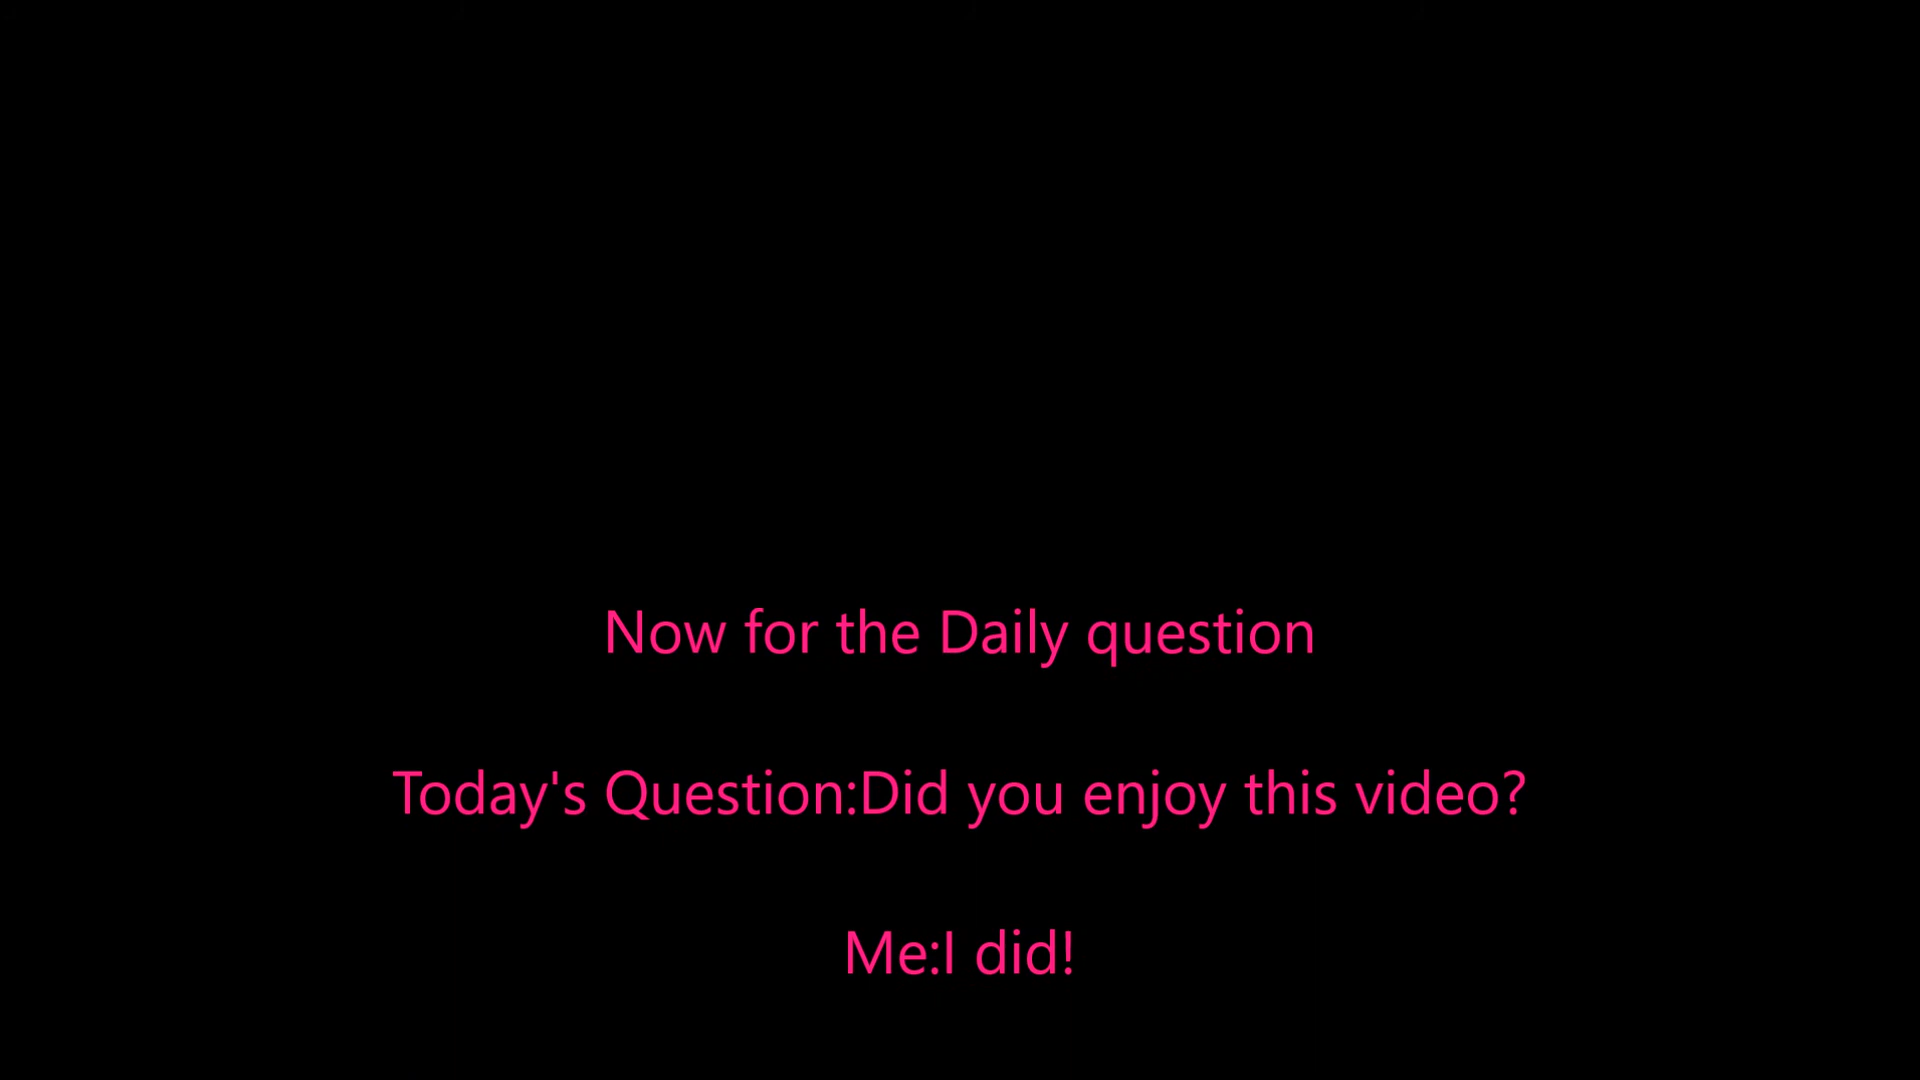 Now for the Daily question
Today's Question:Did you enjoy this video?
Me:I did!